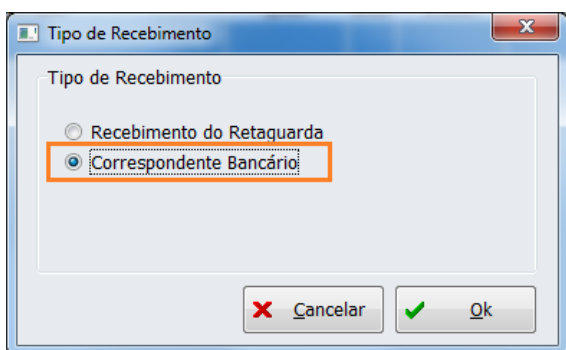 Tipo de Recebimento
Tipo de Recebimento
Recebimento do Retaguarda
Correspondente Bancário
Cancelar
Ok